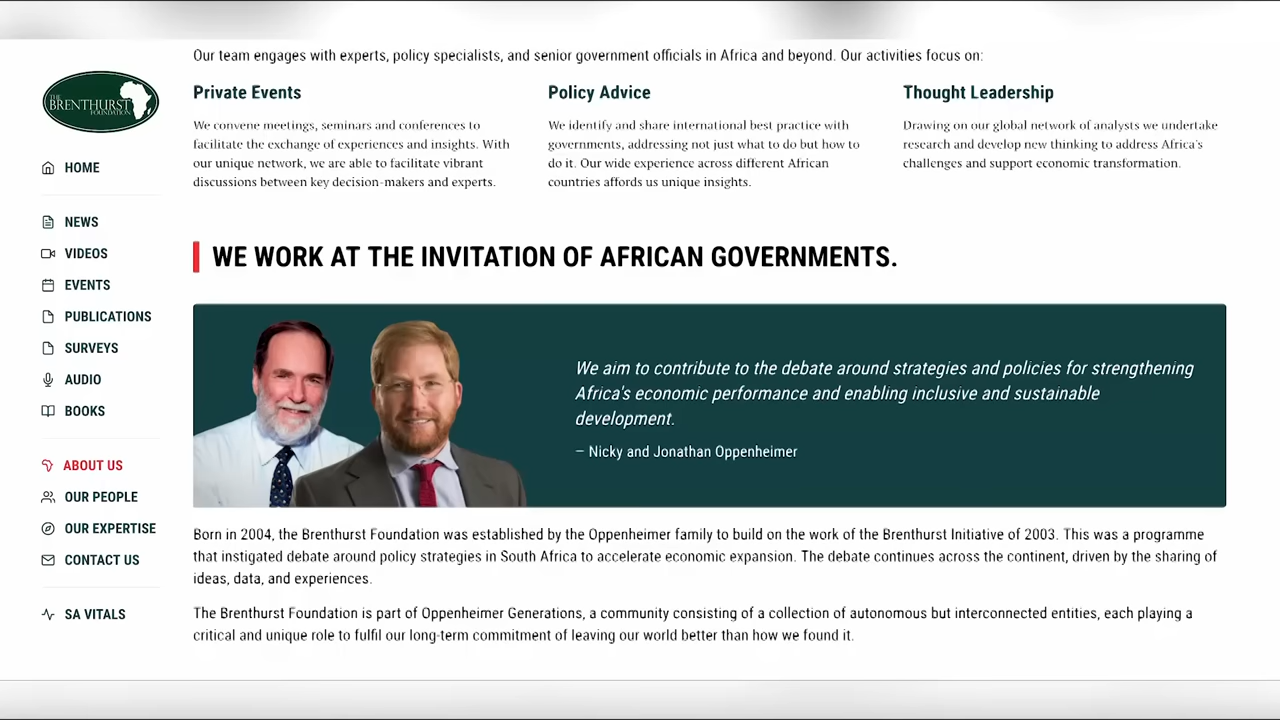 Our team engages with experts, policy specialists, and senior government officials in Africa and beyond. Our activities focus on:
THE
BRENTHURST
FOUNDATION
HOME
NEWS
VIDEOS
EVENTS
PUBLICATIONS
SURVEYS
AUDIO
BOOKS
ABOUT US
OUR PEOPLE
OUR EXPERTISE
CONTACT US
SA VITALS
Private Events
We convene meetings, seminars and conferences to
facilitate the exchange of experiences and insights. With
our unique network, we are able to facilitate vibrant
discussions between key decision-makers and experts.
Policy Advice
We identify and share international best practice with
governments, addressing not just what to do but how to
do it. Our wide experience across different African
countries affords us unique insights.
Thought Leadership
Drawing on our global network of analysts we undertake
research and develop new thinking to address Africa's
challenges and support economic transformation.
WE WORK AT THE INVITATION OF AFRICAN GOVERNMENTS.
We aim to contribute to the debate around strategies and policies for strengthening
Africa's economic performance and enabling inclusive and sustainable
development.
– Nicky and Jonathan Oppenheimer
Born in 2004, the Brenthurst Foundation was established by the Oppenheimer family to build on the work of the Brenthurst Initiative of 2003. This was a programme
that instigated debate around policy strategies in South Africa to accelerate economic expansion. The debate continues across the continent, driven by the sharing of
ideas, data, and experiences.
The Brenthurst Foundation is part of Oppenheimer Generations, a community consisting of a collection of autonomous but interconnected entities, each playing a
critical and unique role to fulfil our long-term commitment of leaving our world better than how we found it.